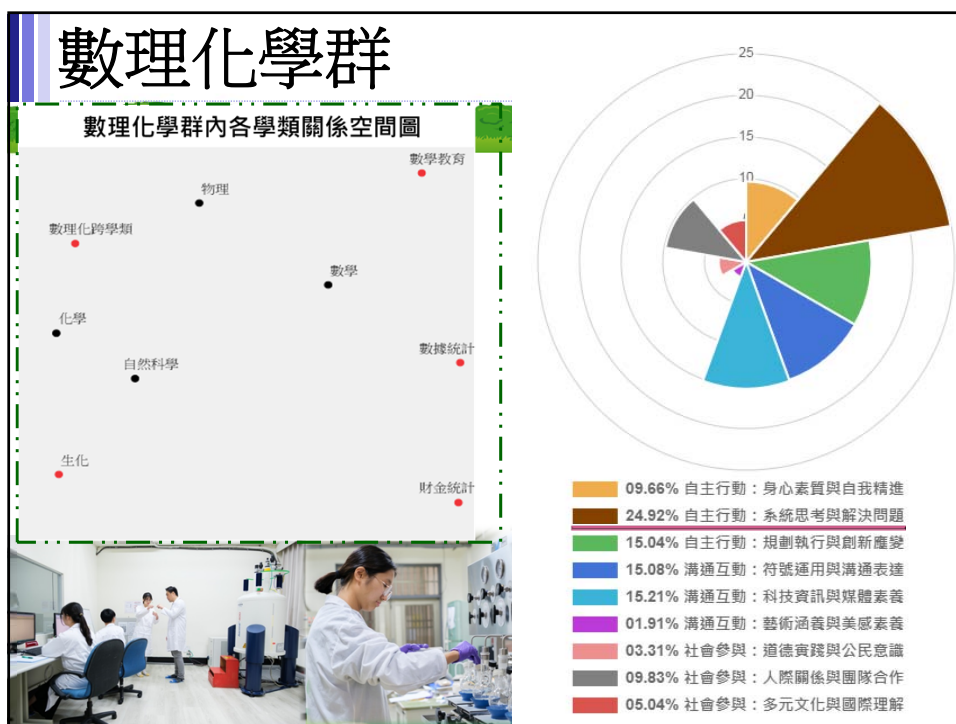 數理化學群
數理化學群內各學類關係空間圖
數學教育
物理
數理化跨學類
數學
化學
數據統計
自然科學
生化
財金統計
25
20
15
10
09.66% 自主行動：身心素質與自我精進
24.92% 自主行動：系統思考與解決問題
15.04% 自主行動：規劃執行與創新應變
15.08% 溝通互動：符號運用與溝通表達
15.21% 溝通互動：科技資訊與媒體素養
01.91% 溝通互動：藝術涵養與美感素養
03.31% 社會參與：道德實踐與公民意識
09.83% 社會參與：人際關係與團隊合作
05.04% 社會參與：多元文化與國際理解